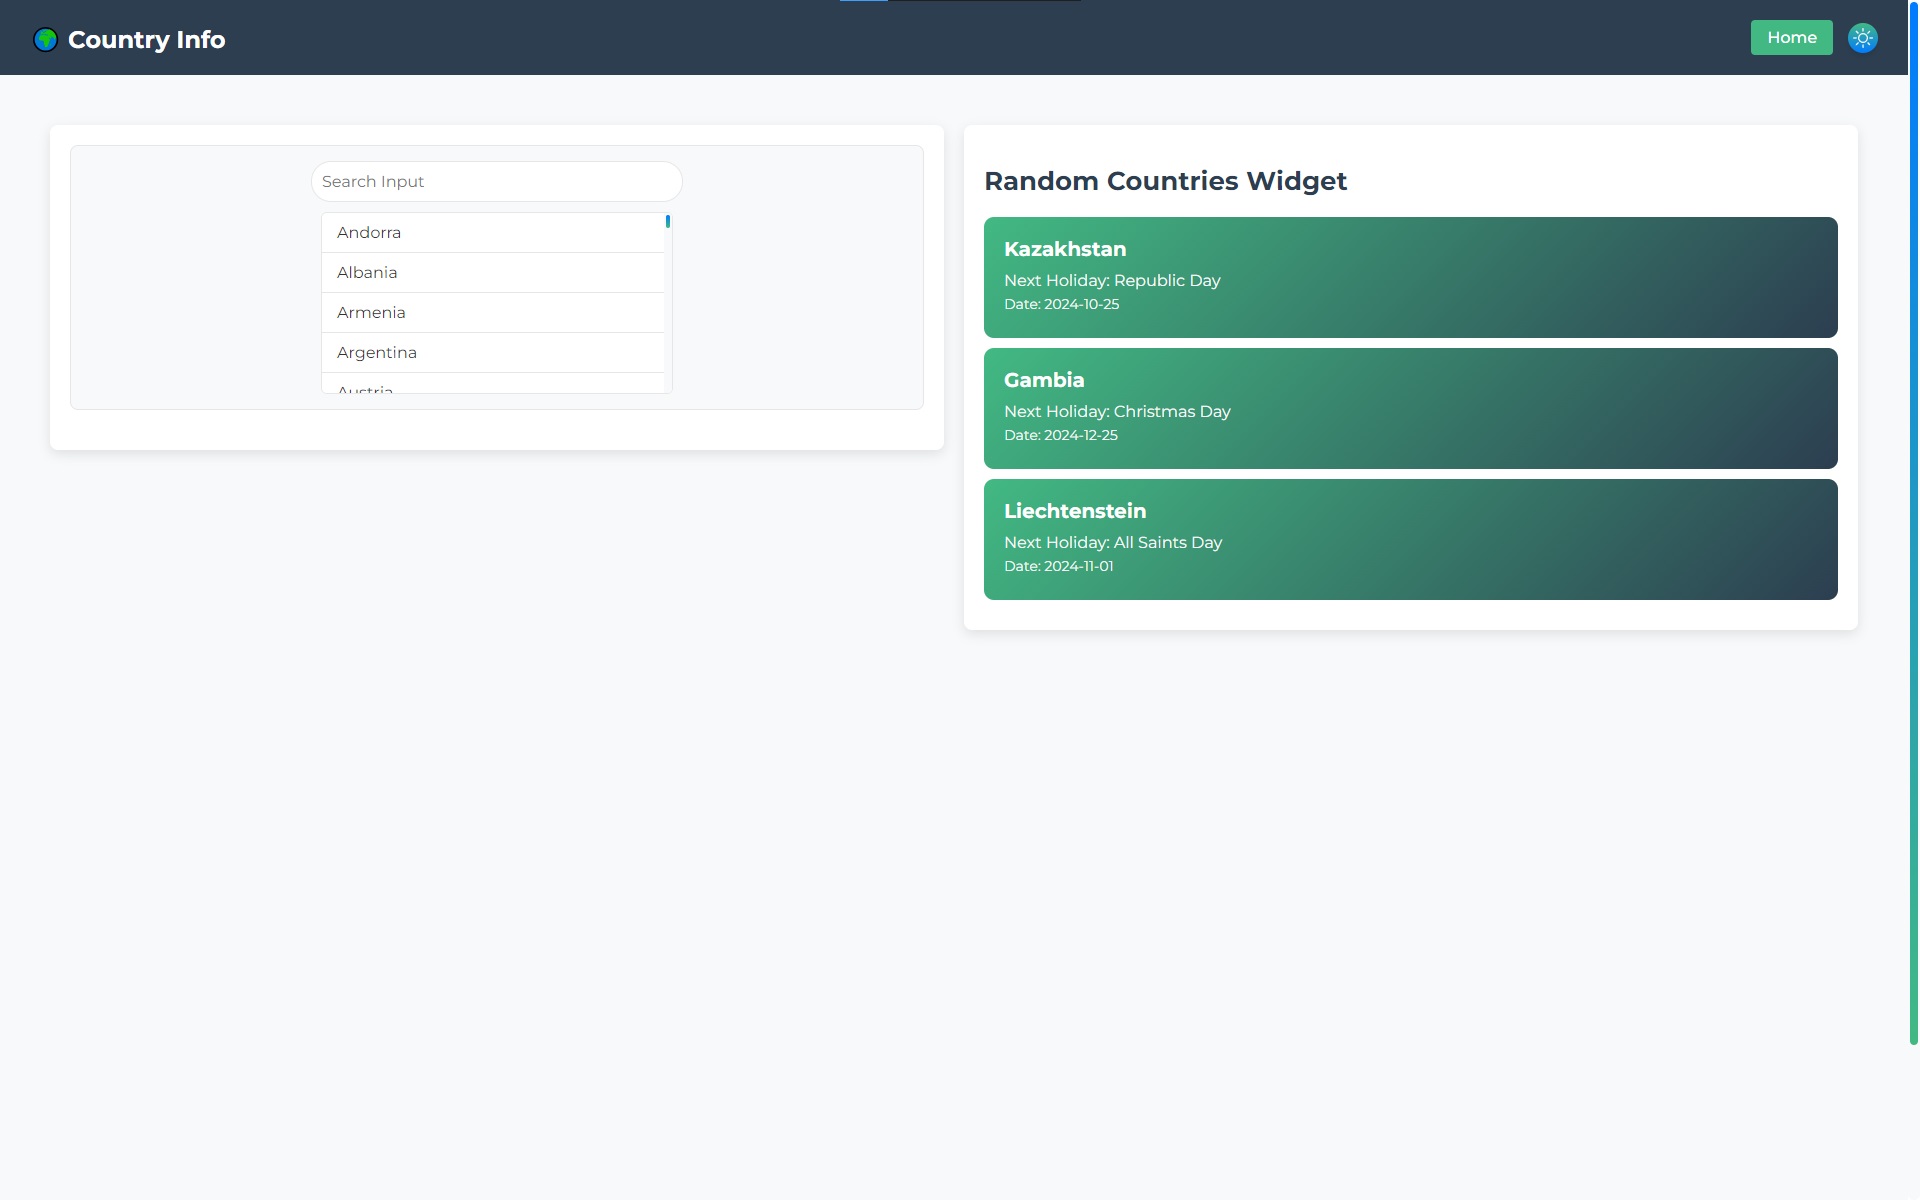 Country Info
Home
Search Input
Andorra
Albania
Armenia
Argentina
Austria
Random Countries Widget
Kazakhstan
Next Holiday: Republic Day
Date: 2024-10-25
Gambia
Next Holiday: Christmas Day
Date: 2024-12-25
Liechtenstein
Next Holiday: All Saints Day
Date: 2024-11-01